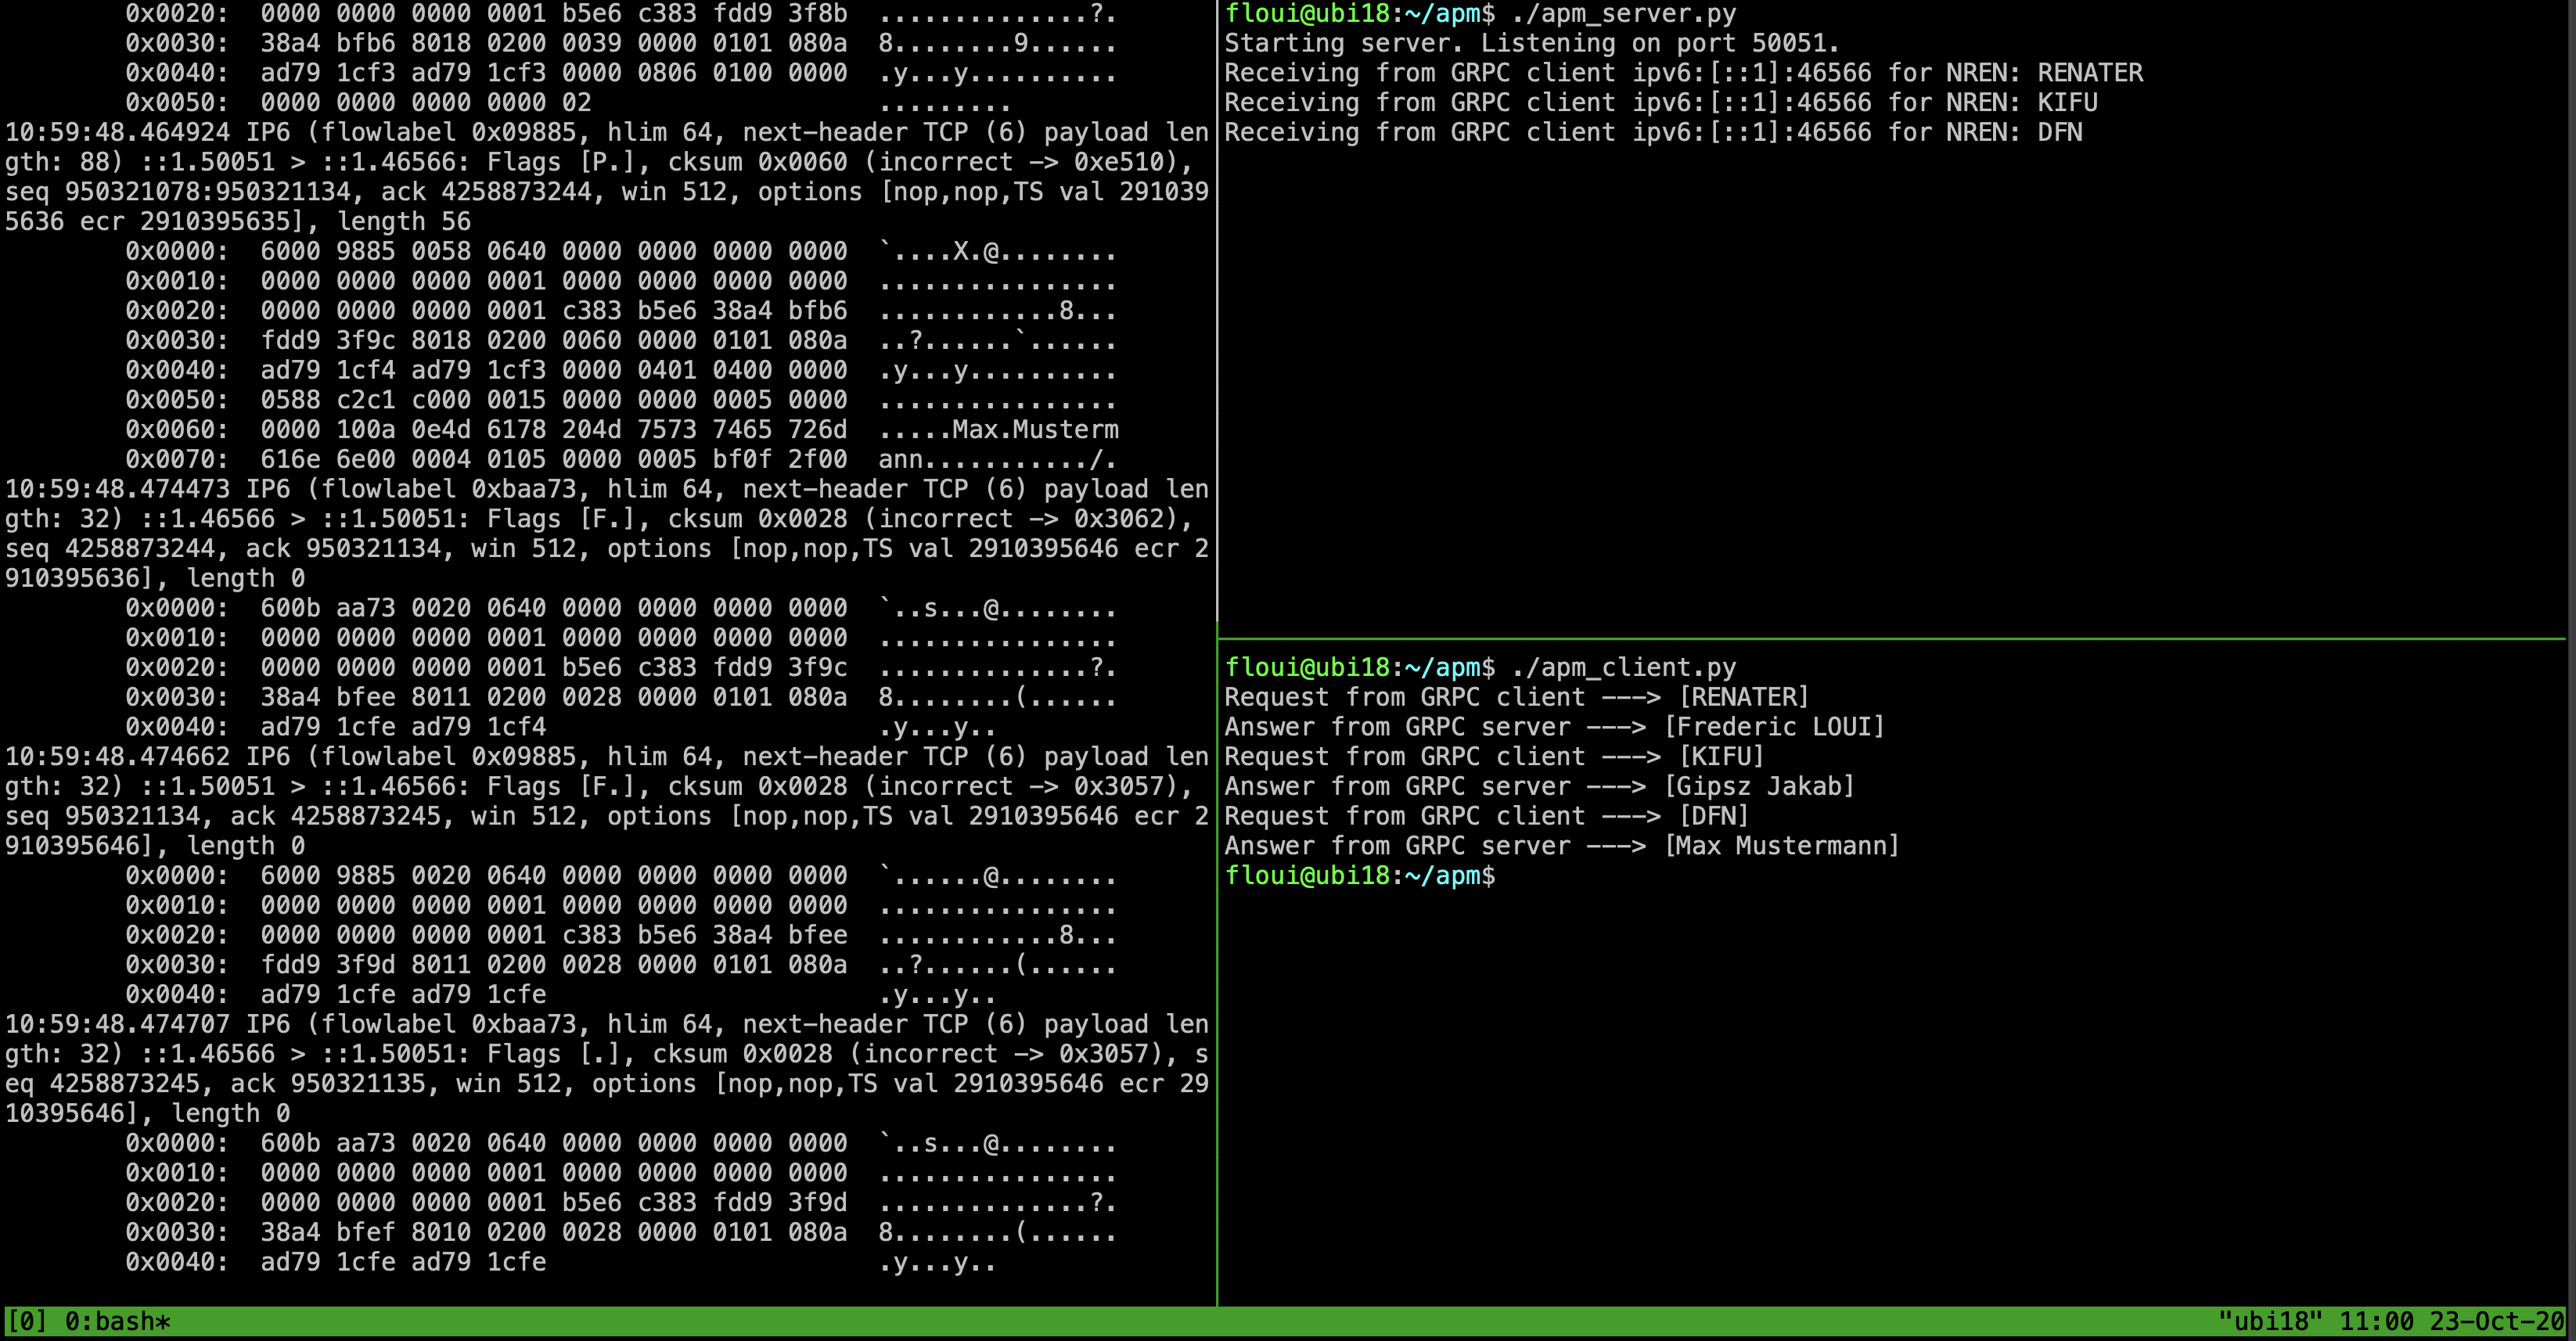 0x0020:  0000 0000 0000 0001 b5e6 c383 fdd9 3f8b  ..............?.
        0x0030:  38a4 bfb6 8018 0200 0039 0000 0101 080a  8........9......
        0x0040:  ad79 1cf3 ad79 1cf3 0000 0806 0100 0000  .y...y..........
        0x0050:  0000 0000 0000 0000 02                   .........
10:59:48.464924 IP6 (flowlabel 0x09885, hlim 64, next-header TCP (6) payload len
gth: 88) ::1.50051 > ::1.46566: Flags [P.], cksum 0x0060 (incorrect -> 0xe510),
seq 950321078:950321134, ack 4258873244, win 512, options [nop,nop,TS val 291039
5636 ecr 2910395635], length 56
        0x0000:  6000 9885 0058 0640 0000 0000 0000 0000  `....X.@........
        0x0010:  0000 0000 0000 0001 0000 0000 0000 0000  ................
        0x0020:  0000 0000 0000 0001 c383 b5e6 38a4 bfb6  ............8...
        0x0030:  fdd9 3f9c 8018 0200 0060 0000 0101 080a  ..?......`......
        0x0040:  ad79 1cf4 ad79 1cf3 0000 0401 0400 0000  .y...y..........
        0x0050:  0588 c2c1 c000 0015 0000 0000 0005 0000  ................
        0x0060:  0000 100a 0e4d 6178 204d 7573 7465 726d  .....Max.Musterm
        0x0070:  616e 6e00 0004 0105 0000 0005 bf0f 2f00  ann.........../.
10:59:48.474473 IP6 (flowlabel 0xbaa73, hlim 64, next-header TCP (6) payload len
gth: 32) ::1.46566 > ::1.50051: Flags [F.], cksum 0x0028 (incorrect -> 0x3062),
seq 4258873244, ack 950321134, win 512, options [nop,nop,TS val 2910395646 ecr 2
910395636], length 0
        0x0000:  600b aa73 0020 0640 0000 0000 0000 0000  `..s...@........
        0x0010:  0000 0000 0000 0001 0000 0000 0000 0000  ................
        0x0020:  0000 0000 0000 0001 b5e6 c383 fdd9 3f9c  ..............?.
        0x0030:  38a4 bfee 8011 0200 0028 0000 0101 080a  8........(......
        0x0040:  ad79 1cfe ad79 1cf4                      .y...y..
10:59:48.474662 IP6 (flowlabel 0x09885, hlim 64, next-header TCP (6) payload len
gth: 32) ::1.50051 > ::1.46566: Flags [F.], cksum 0x0028 (incorrect -> 0x3057),
seq 950321134, ack 4258873245, win 512, options [nop,nop,TS val 2910395646 ecr 2
910395646], length 0
        0x0000:  6000 9885 0020 0640 0000 0000 0000 0000  `......@........
        0x0010:  0000 0000 0000 0001 0000 0000 0000 0000  ................
        0x0020:  0000 0000 0000 0001 c383 b5e6 38a4 bfee  ............8...
        0x0030:  fdd9 3f9d 8011 0200 0028 0000 0101 080a  ..?......(......
        0x0040:  ad79 1cfe ad79 1cfe                      .y...y..
10:59:48.474707 IP6 (flowlabel 0xbaa73, hlim 64, next-header TCP (6) payload len
gth: 32) ::1.46566 > ::1.50051: Flags [.], cksum 0x0028 (incorrect -> 0x3057), s
eq 4258873245, ack 950321135, win 512, options [nop,nop,TS val 2910395646 ecr 29
10395646], length 0
        0x0000:  600b aa73 0020 0640 0000 0000 0000 0000  `..s...@........
        0x0010:  0000 0000 0000 0001 0000 0000 0000 0000  ................
        0x0020:  0000 0000 0000 0001 b5e6 c383 fdd9 3f9d  ..............?.
        0x0030:  38a4 bfef 8010 0200 0028 0000 0101 080a  8........(......
        0x0040:  ad79 1cfe ad79 1cfe                      .y...y..
floui@ubi18:~/apm$ ./apm_server.py
Starting server. Listening on port 50051.
Receiving from GRPC client ipv6:[::1]:46566 for NREN: RENATER
Receiving from GRPC client ipv6:[::1]:46566 for NREN: KIFU
Receiving from GRPC client ipv6:[::1]:46566 for NREN: DFN
floui@ubi18:~/apm$ ./apm_client.py
Request from GRPC client ---> [RENATER]
Answer from GRPC server ---> [Frederic LOUI]
Request from GRPC client ---> [KIFU]
Answer from GRPC server ---> [Gipsz Jakab]
Request from GRPC client ---> [DFN]
Answer from GRPC server ---> [Max Mustermann]
floui@ubi18:~/apm$
[0] 0:bash* "ubi18" 11:00 23-Oct-20